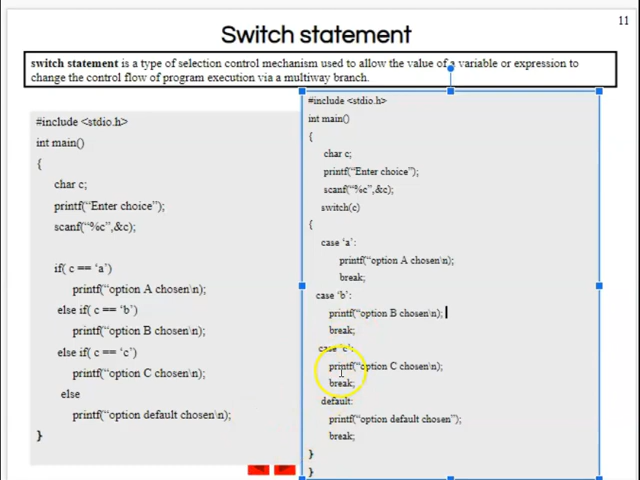 11
Switch statement
switch statement is a type of selection control mechanism used to allow the value of a variable or expression to
change the control flow of program execution via a multiway branch.
#include <stdio.h>
int main()
{
char c;
printf(“Enter choice”);
scanf(“%c”,&c);
if( c == ‘a’)
printf(“option A chosen\n);
else if( c == ‘b’)
printf(“option B chosen\n);
else if( c == ‘c’)
printf(“option C chosen\n);
else
printf(“option default chosen\n);
}
#include <stdio.h>
int main()
{
char c;
printf(“Enter choice”);
scanf(“%c”,&c);
switch(c)
{
case ‘a’:
printf(“option A chosen\n);
break;
case ‘b’:
printf(“option B chosen\n);
break;
case ‘c’:
printf(“option C chosen\n);
break;
default:
printf(“option default chosen”);
break;
}
}